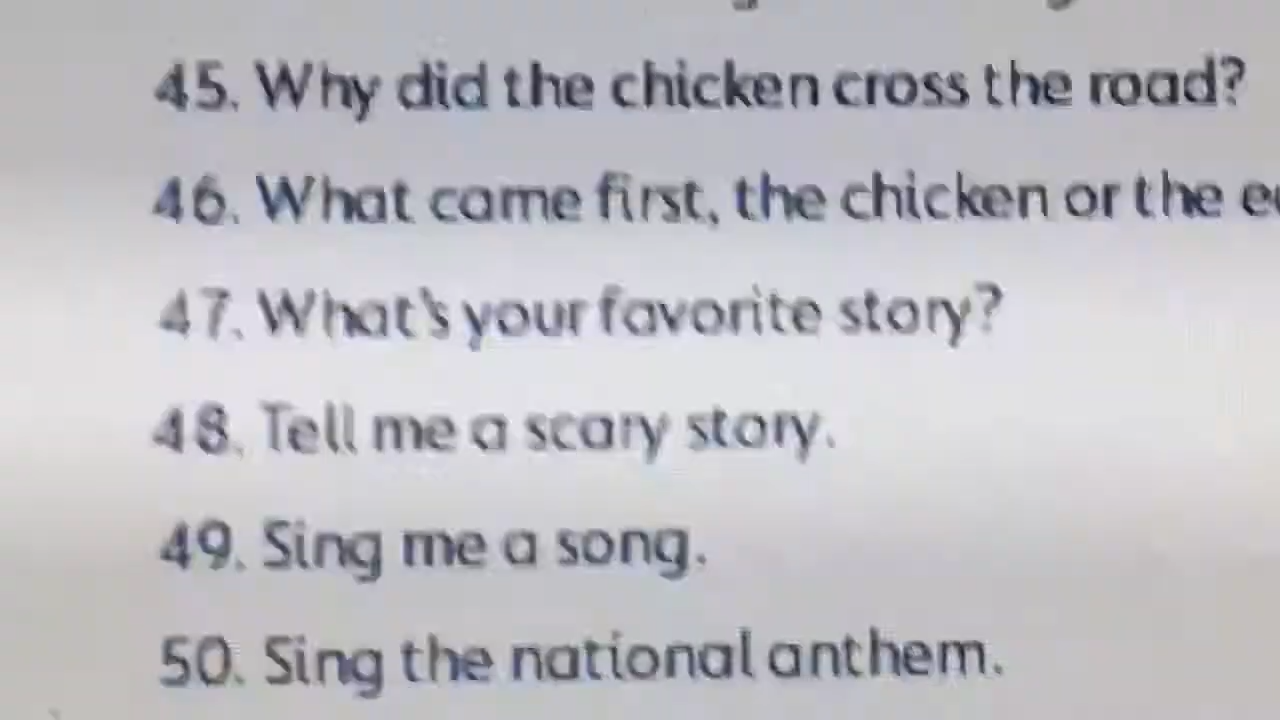 45. Why did the chicken cross the road?
46. What came first, the chicken or the
47. What's your favorite story?
48. Tell me a scary story.
49. Sing me a song.
50. Sing the national anthem.